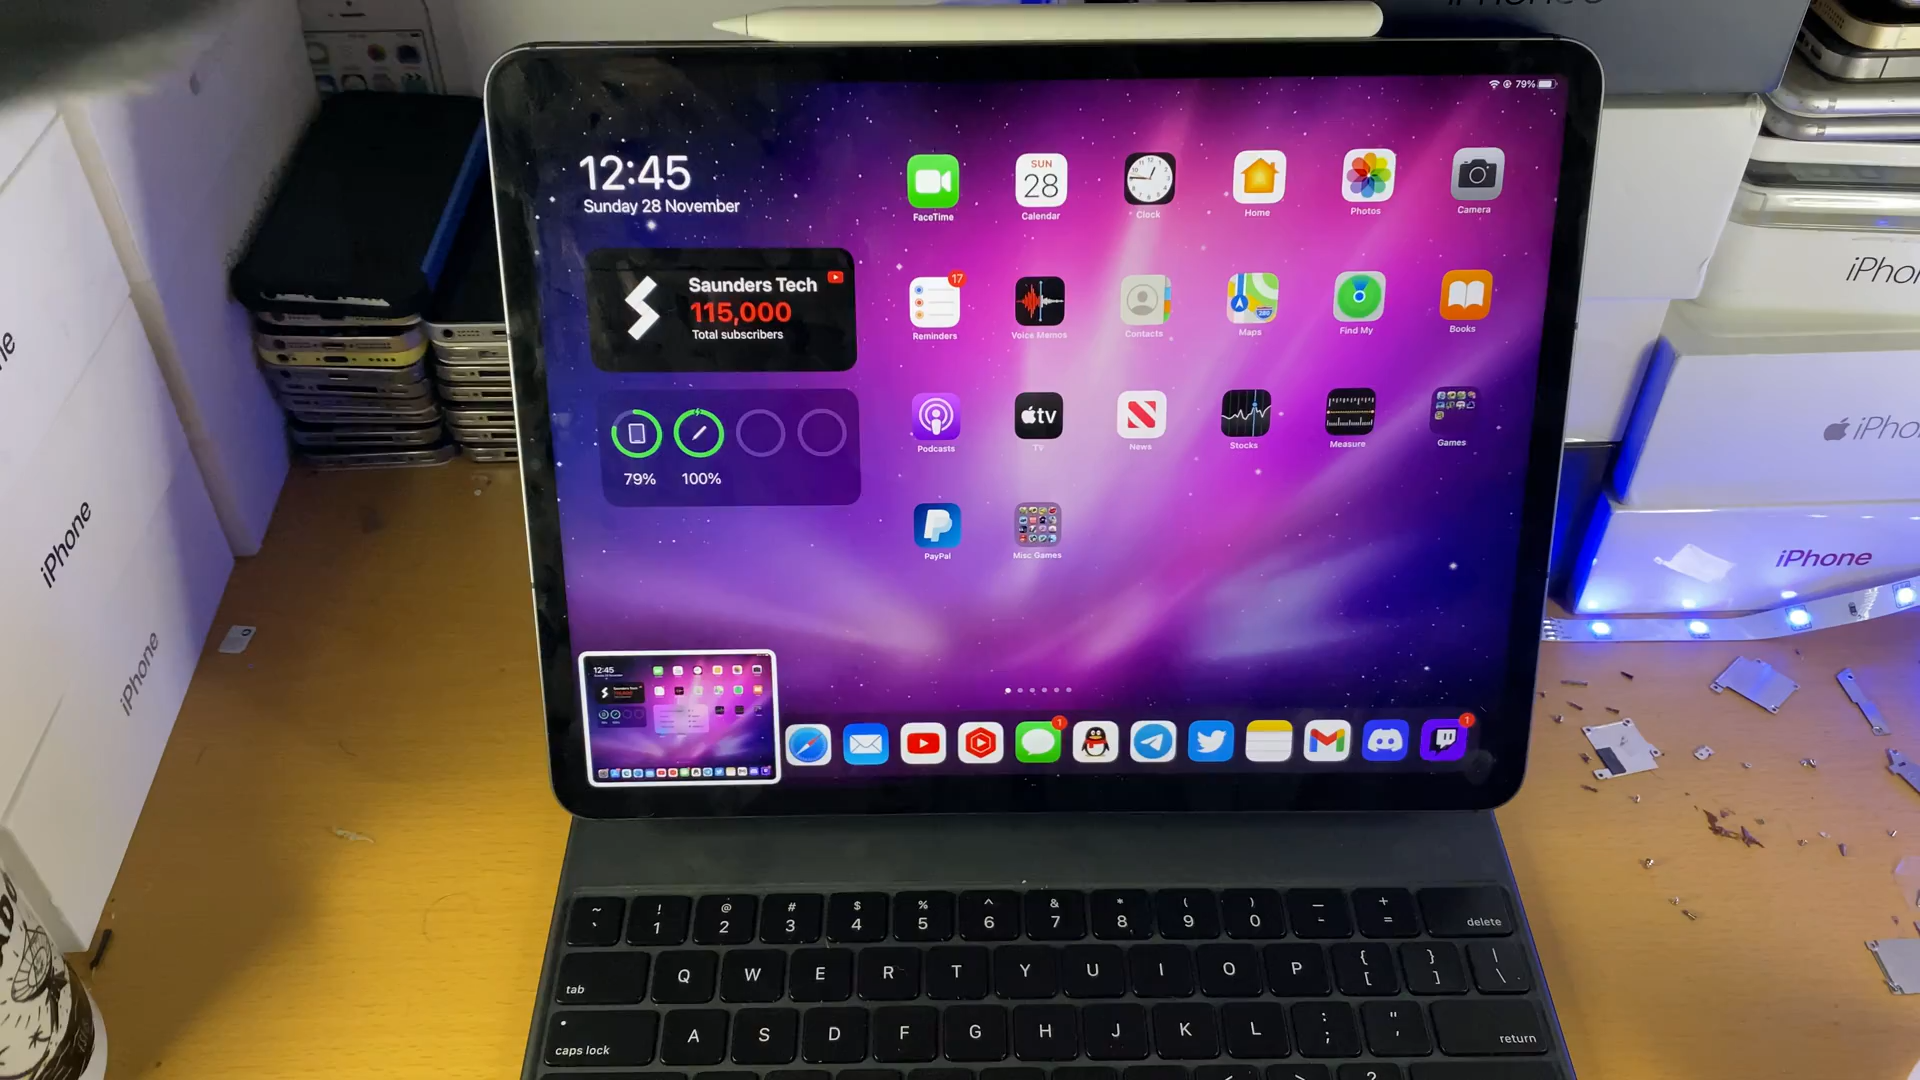 79%
12:45
Sunday 28 November
Saunders Tech
115,000
Total subscribers
79%
100%
FaceTime
SUN
28
Calendar
Clock
Home
Photos
Camera
17
Reminders
Voice Memos
Contacts
280
Maps
Find My
Books
Podcasts
tv
TV
News
Stocks
Measure
Games
PayPal
Misc Games
12:45
1
1
iPhone
iPhone
iPhone
~ ! @ # $ % ^ & * ( ) _ +
` 1 2 3 4 5 6 7 8 9 0 - = delete
tab Q W E R T Y U I O P { [ } ] | \
caps lock A S D F G H J K L : ; " ' return
< > ?